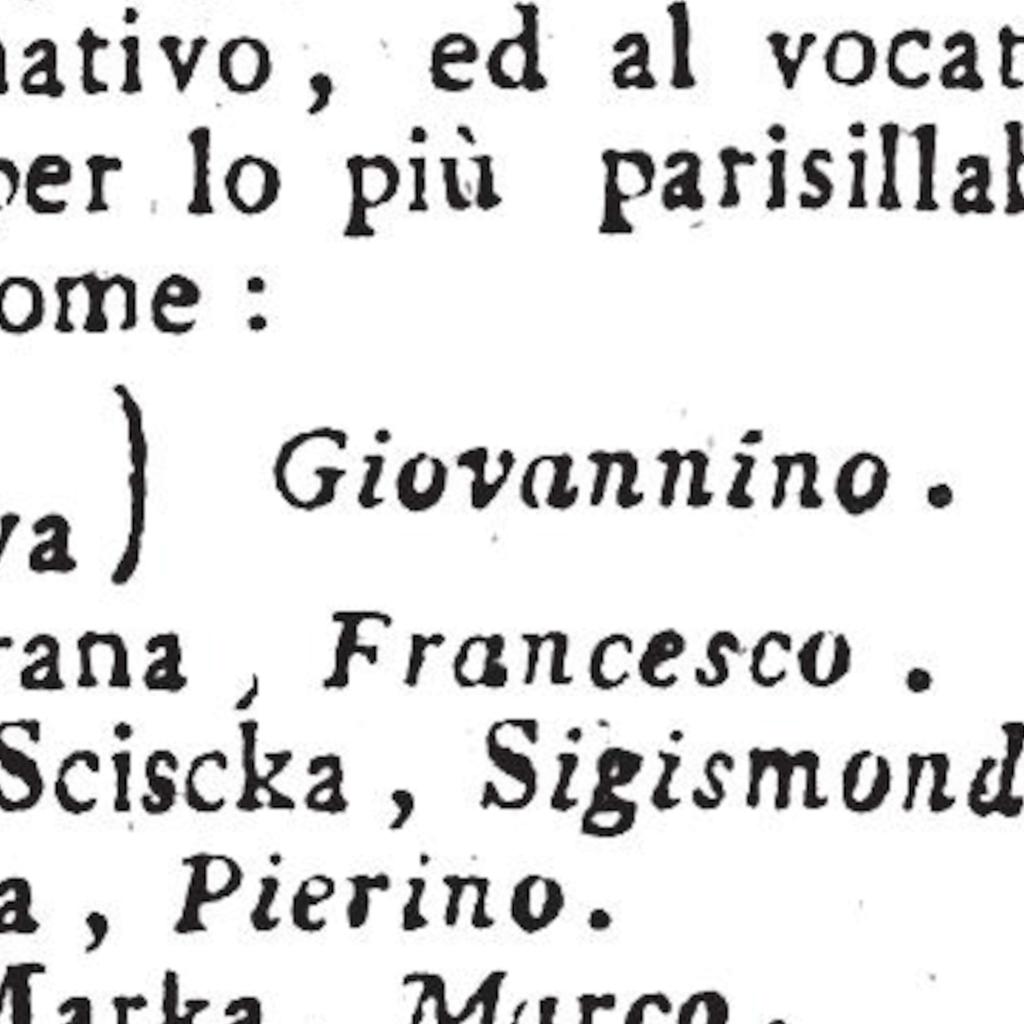 nativo, ed al vocat
per lo più parisillab
ome :
va) Giovannino.
rana, Francesco.
Sciscka, Sigismond
a, Pierino.
Marka, Marco.